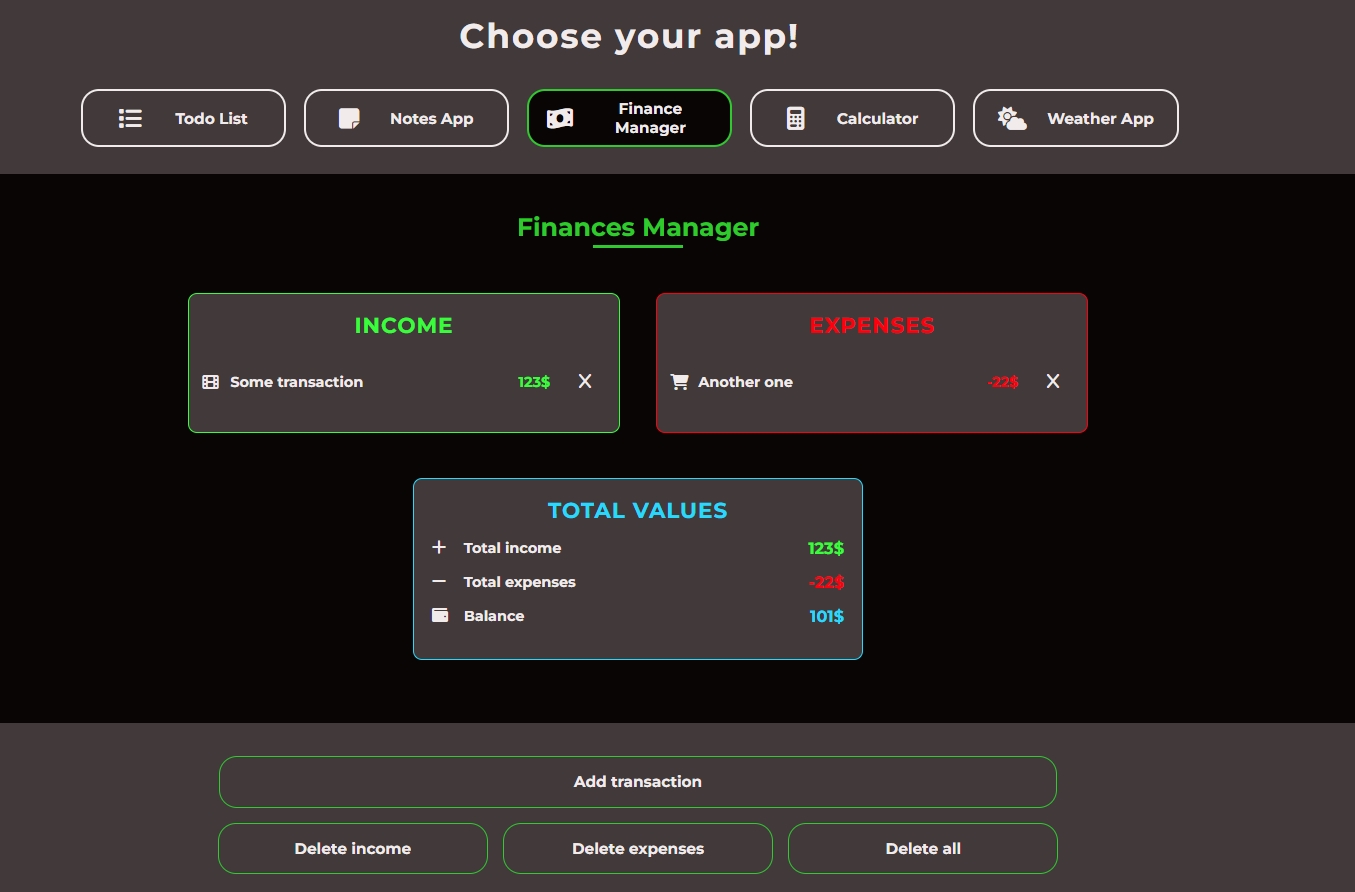 Choose your app!
Todo List
Notes App
Finance
Manager
Calculator
Weather App
Finances Manager
INCOME
Some transaction 123$ X
EXPENSES
Another one -22$ X
TOTAL VALUES
+ Total income 123$
− Total expenses -22$
Balance 101$
Add transaction
Delete income
Delete expenses
Delete all